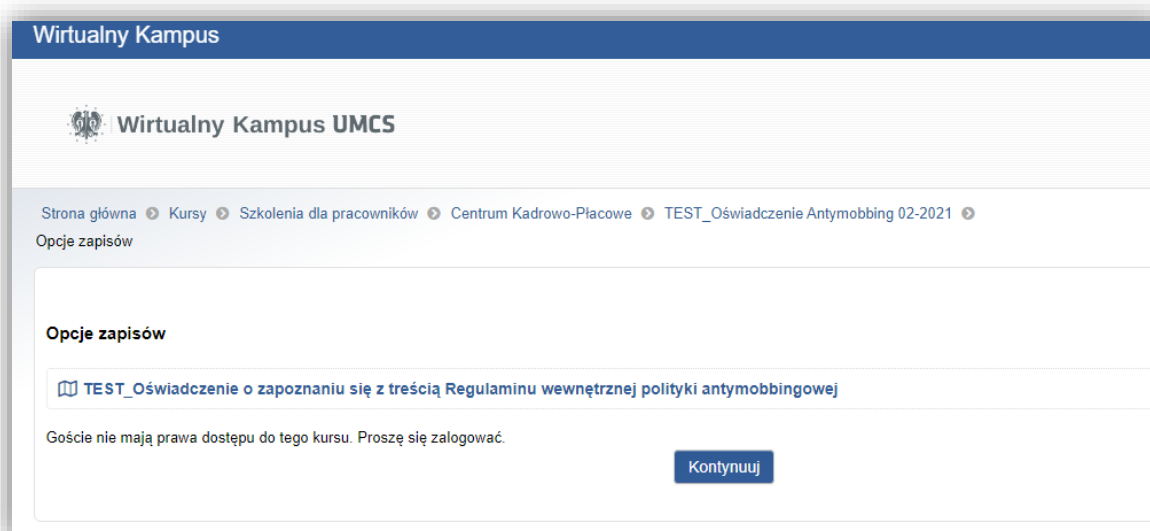 Wirtualny Kampus
Wirtualny Kampus UMCS
Strona główna Kursy Szkolenia dla pracowników Centrum Kadrowo-Płacowe TEST_Oświadczenie Antymobbing 02-2021
Opcje zapisów
Opcje zapisów
TEST_Oświadczenie o zapoznaniu się z treścią Regulaminu wewnętrznej polityki antymobbingowej
Goście nie mają prawa dostępu do tego kursu. Proszę się zalogować.
Kontynuuj